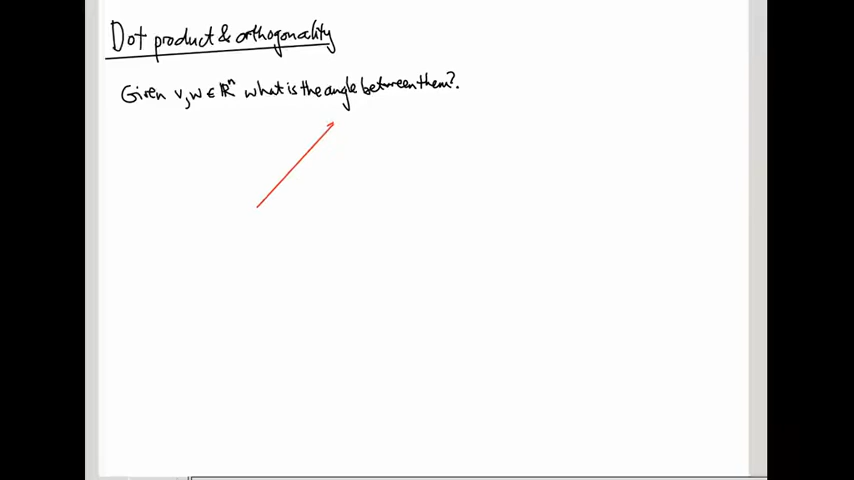 Dot product & orthogonality
Given v, w ∈ ℝⁿ what is the angle between them?.